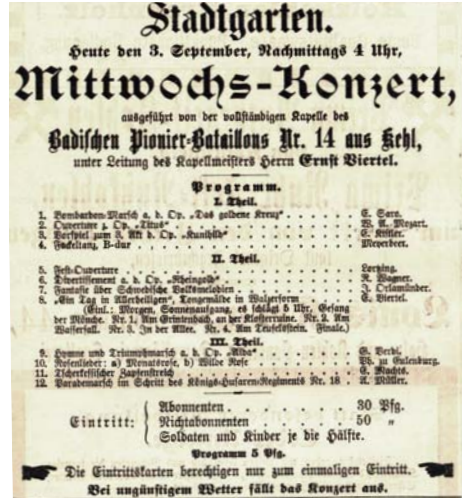 Stadtgarten.
Heute den 3. September, Nachmittags 4 Uhr,
Mittwochs-Konzert,
ausgeführt von der vollständigen Kapelle des
Badischen Pionier-Bataillons Nr. 14 aus Kehl,
unter Leitung des Kapellmeisters Herrn Ernst Viertel.
Programm.
I. Theil.
1. Bombardon-Marsch a. d. Op. „Das goldene Kreuz“ E. Saro.
2. Ouverture z. Op. „Titus“ W. A. Mozart.
3. Vorspiel zum 3. Akt d. Op. „Kunihild“ C. Kistler.
4. Fackeltanz, B-dur Meyerbeer.
II. Theil.
5. Fest-Ouverture Lortzing.
6. Divertissement a. d. Op. „Rheingold“ R. Wagner.
7. Fantasie über Schwedische Volksmelodien J. Orlamünder.
8. „Ein Tag in Allerheiligen“, Tongemälde in Walzerform E. Viertel.
(Einl.: Morgen, Sonnenaufgang, es schlägt 5 Uhr, Gesang
der Mönche. Nr. 1. Am Grindenbach, an der Klosterruine. Nr. 2. Am
Wasserfall. Nr. 3. In der Allee. Nr. 4. Am Teufelsstein. Finale.)
III. Theil.
9. Hymne und Triumphmarsch a. d. Op. „Aida“ G. Verdi.
10. Rosenlieder: a) Monatsrose, b) Wilde Rose Ph. zu Eulenburg.
11. Tscherkessischer Zapfenstreich C. Machts.
12. Parademarsch im Schritt des Königs-Husaren-Regiments Nr. 18 A. Müller.
Abonnenten 30 Pfg.
Eintritt: Nichtabonnenten 50 „
Soldaten und Kinder je die Hälfte.
Programm 5 Pfg.
Die Eintrittskarten berechtigen nur zum einmaligen Eintritt.
Bei ungünstigem Wetter fällt das Konzert aus.